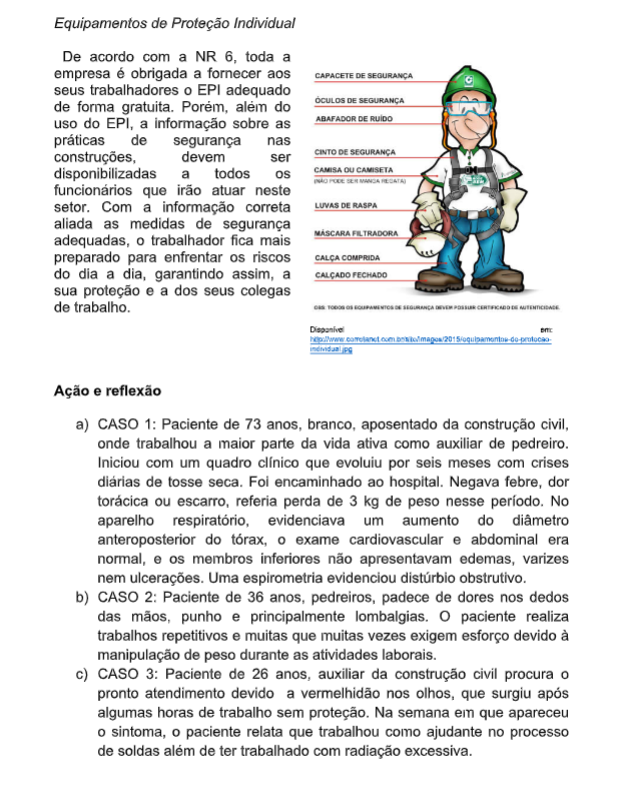 Equipamentos de Proteção Individual
De acordo com a NR 6, toda a
empresa é obrigada a fornecer aos
seus trabalhadores o EPI adequado
de forma gratuita. Porém, além do
uso do EPI, a informação sobre as
práticas de segurança nas
construções, devem ser
disponibilizadas a todos os
funcionários que irão atuar neste
setor. Com a informação correta
aliada as medidas de segurança
adequadas, o trabalhador fica mais
preparado para enfrentar os riscos
do dia a dia, garantindo assim, a
sua proteção e a dos seus colegas
de trabalho.
CAPACETE DE SEGURANÇA
ÓCULOS DE SEGURANÇA
ABAFADOR DE RUÍDO
CINTO DE SEGURANÇA
CAMISA OU CAMISETA
(NÃO PODE SER MANGA REGATA)
LUVAS DE RASPA
MÁSCARA FILTRADORA
CALÇA COMPRIDA
CALÇADO FECHADO
OBS: TODOS OS EQUIPAMENTOS DE SEGURANÇA DEVEM POSSUIR CERTIFICADO DE AUTENTICIDADE.
Disponível em:
individual.jpg
Ação e reflexão
a) CASO 1: Paciente de 73 anos, branco, aposentado da construção civil,
onde trabalhou a maior parte da vida ativa como auxiliar de pedreiro.
Iniciou com um quadro clínico que evoluiu por seis meses com crises
diárias de tosse seca. Foi encaminhado ao hospital. Negava febre, dor
torácica ou escarro, referia perda de 3 kg de peso nesse período. No
aparelho respiratório, evidenciava um aumento do diâmetro
anteroposterior do tórax, o exame cardiovascular e abdominal era
normal, e os membros inferiores não apresentavam edemas, varizes
nem ulcerações. Uma espirometria evidenciou distúrbio obstrutivo.
b) CASO 2: Paciente de 36 anos, pedreiros, padece de dores nos dedos
das mãos, punho e principalmente lombalgias. O paciente realiza
trabalhos repetitivos e muitas que muitas vezes exigem esforço devido à
manipulação de peso durante as atividades laborais.
c) CASO 3: Paciente de 26 anos, auxiliar da construção civil procura o
pronto atendimento devido a vermelhidão nos olhos, que surgiu após
algumas horas de trabalho sem proteção. Na semana em que apareceu
o sintoma, o paciente relata que trabalhou como ajudante no processo
de soldas além de ter trabalhado com radiação excessiva.